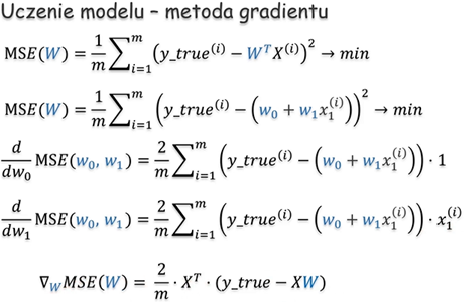 Uczenie modelu – metoda gradientu
MSE(W) = 1/m ∑_{i=1}^{m} (y_true^{(i)} − W^T X^{(i)})^2 → min
MSE(W) = 1/m ∑_{i=1}^{m} (y_true^{(i)} − (w_0 + w_1 x_1^{(i)}))^2 → min
d/dw_0 MSE(w_0, w_1) = 2/m ∑_{i=1}^{m} (y_true^{(i)} − (w_0 + w_1 x_1^{(i)})) · 1
d/dw_1 MSE(w_0, w_1) = 2/m ∑_{i=1}^{m} (y_true^{(i)} − (w_0 + w_1 x_1^{(i)})) · x_1^{(i)}
∇_W MSE(W) = 2/m · X^T · (y_true − XW)